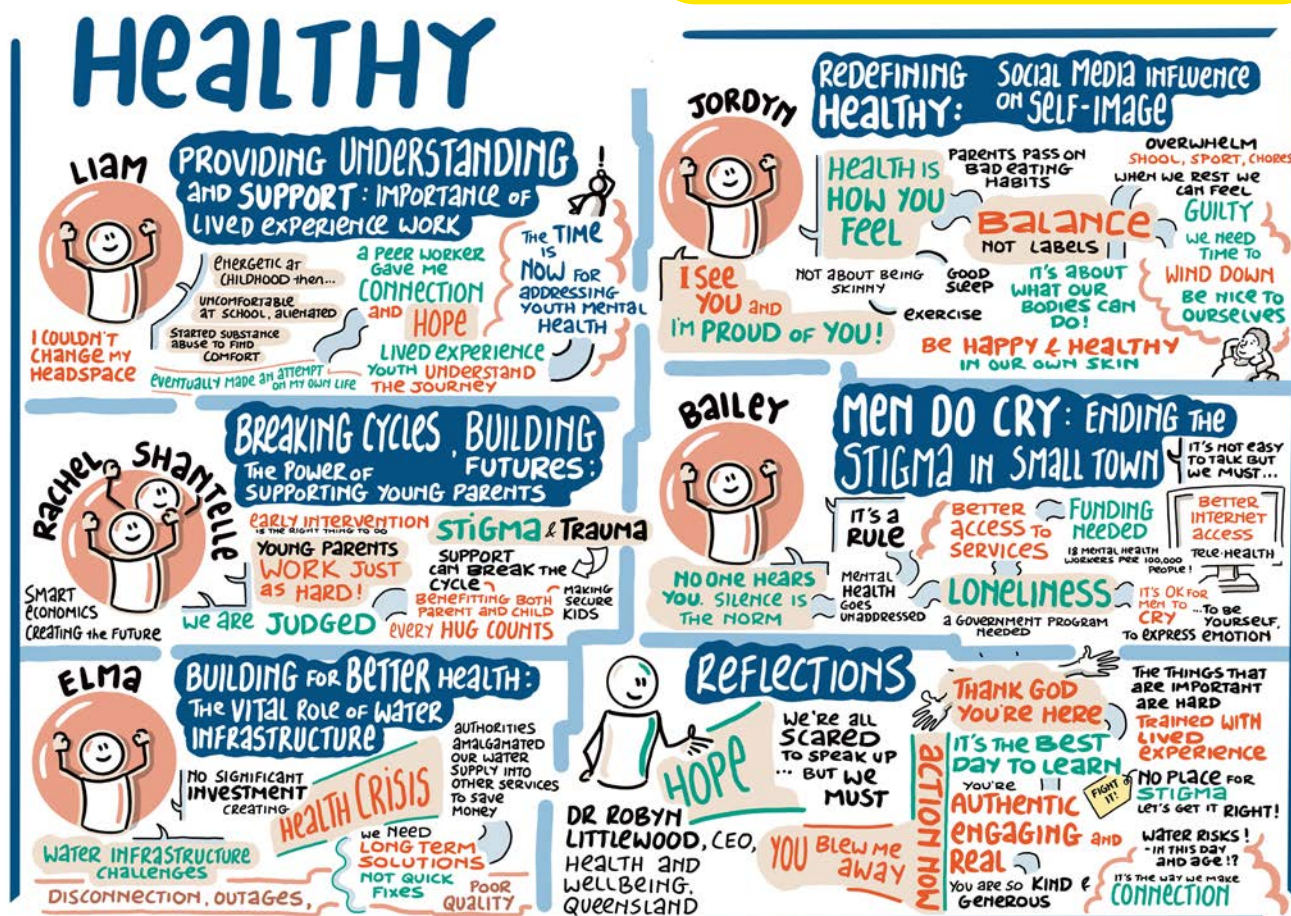 HEALTHY
LIAM
PROVIDING UNDERSTANDING
and SUPPORT: IMPORTANCE OF
LIVED EXPERIENCE WORK
I COULDN'T
CHANGE MY
HEADSPACE
ENERGETIC AT
CHILDHOOD then...
UNCOMFORTABLE
AT SCHOOL, ALIENATED
STARTED SUBSTANCE
ABUSE TO FIND
COMFORT
EVENTUALLY MADE AN ATTEMPT
ON MY OWN LIFE
a PEER WORKER
GAVE ME
CONNECTION
AND HOPE
LIVED EXPERIENCE
YOUTH UNDERSTAND
THE JOURNEY
THE TIME
IS
NOW FOR
ADDRESSING
YOUTH MENTAL
HEALTH
RACHEL SHANTELLE
BREAKING CYCLES, BUILDING
FUTURES:
THE POWER OF
SUPPORTING YOUNG PARENTS
SMART
ECONOMICS
CREATING the FUTURE
EARLY INTERVENTION
IS THE RIGHT THING TO DO
YOUNG PARENTS
WORK JUST
AS HARD!
WE ARE JUDGED
STIGMA & TRAUMA
SUPPORT
CAN BREAK THE
CYCLE
BENEFITTING BOTH
PARENT AND CHILD
EVERY HUG COUNTS
MAKING
SECURE
KIDS
ELMA
BUILDING FOR BETTER HEALTH:
THE VITAL ROLE OF WATER
INFRASTRUCTURE
NO SIGNIFICANT
INVESTMENT
CREATING
HEALTH CRISIS
AUTHORITIES
AMALGAMATED
OUR WATER
SUPPLY INTO
OTHER SERVICES
TO SAVE
MONEY
WATER INFRASTRUCTURE
CHALLENGES
DISCONNECTION, OUTAGES,
POOR
QUALITY
WE NEED
LONG TERM
SOLUTIONS
NOT QUICK
FIXES
JORDYN
REDEFINING
HEALTHY:
SOCIAL MEDIA INFLUENCE
ON SELF-IMAGE
HEALTH IS
HOW YOU
FEEL
PARENTS PASS ON
BAD EATING
HABITS
BALANCE
NOT LABELS
OVERWHELM
SHOOL, SPORT, CHORES
WHEN WE REST WE
CAN FEEL
GUILTY
WE NEED
TIME TO
WIND DOWN
BE NICE TO
OURSELVES
I SEE
YOU AND
I'M PROUD OF YOU!
NOT ABOUT BEING
SKINNY
EXERCISE
GOOD
SLEEP
IT'S ABOUT
WHAT OUR
BODIES CAN
DO!
BE HAPPY & HEALTHY
IN OUR OWN SKIN
BAILEY
MEN DO CRY: ENDING THE
STIGMA IN SMALL TOWN
IT'S NOT EASY
TO TALK BUT
WE MUST...
IT'S A
RULE
BETTER
ACCESS TO
SERVICES
FUNDING
NEEDED
18 MENTAL HEALTH
WORKERS PER 100,000
PEOPLE!
BETTER
INTERNET
ACCESS
TELE-HEALTH
NO ONE HEARS
YOU. SILENCE IS
THE NORM
MENTAL
HEALTH
GOES
UNADDRESSED
LONELINESS
A GOVERNMENT PROGRAM
NEEDED
IT'S OK FOR
MEN TO
CRY
...TO BE
YOURSELF,
TO EXPRESS EMOTION
REFLECTIONS
HOPE
DR ROBYN
LITTLEWOOD, CEO,
HEALTH AND
WELLBEING,
QUEENSLAND
WE'RE ALL
SCARED
TO SPEAK UP
... BUT WE
MUST
YOU BLEW ME
AWAY
ACTION NOW
THANK GOD
YOU'RE HERE
IT'S THE BEST
DAY TO LEARN
YOU'RE
AUTHENTIC
ENGAGING AND
REAL
YOU ARE SO KIND &
GENEROUS
THE THINGS THAT
ARE IMPORTANT
ARE HARD
TRAINED WITH
LIVED
EXPERIENCE
FIGHT
IT!
NO PLACE FOR
STIGMA
LET'S GET IT RIGHT!
WATER RISKS!
-IN THIS DAY
AND AGE!?
IT'S THE WAY WE MAKE
CONNECTION